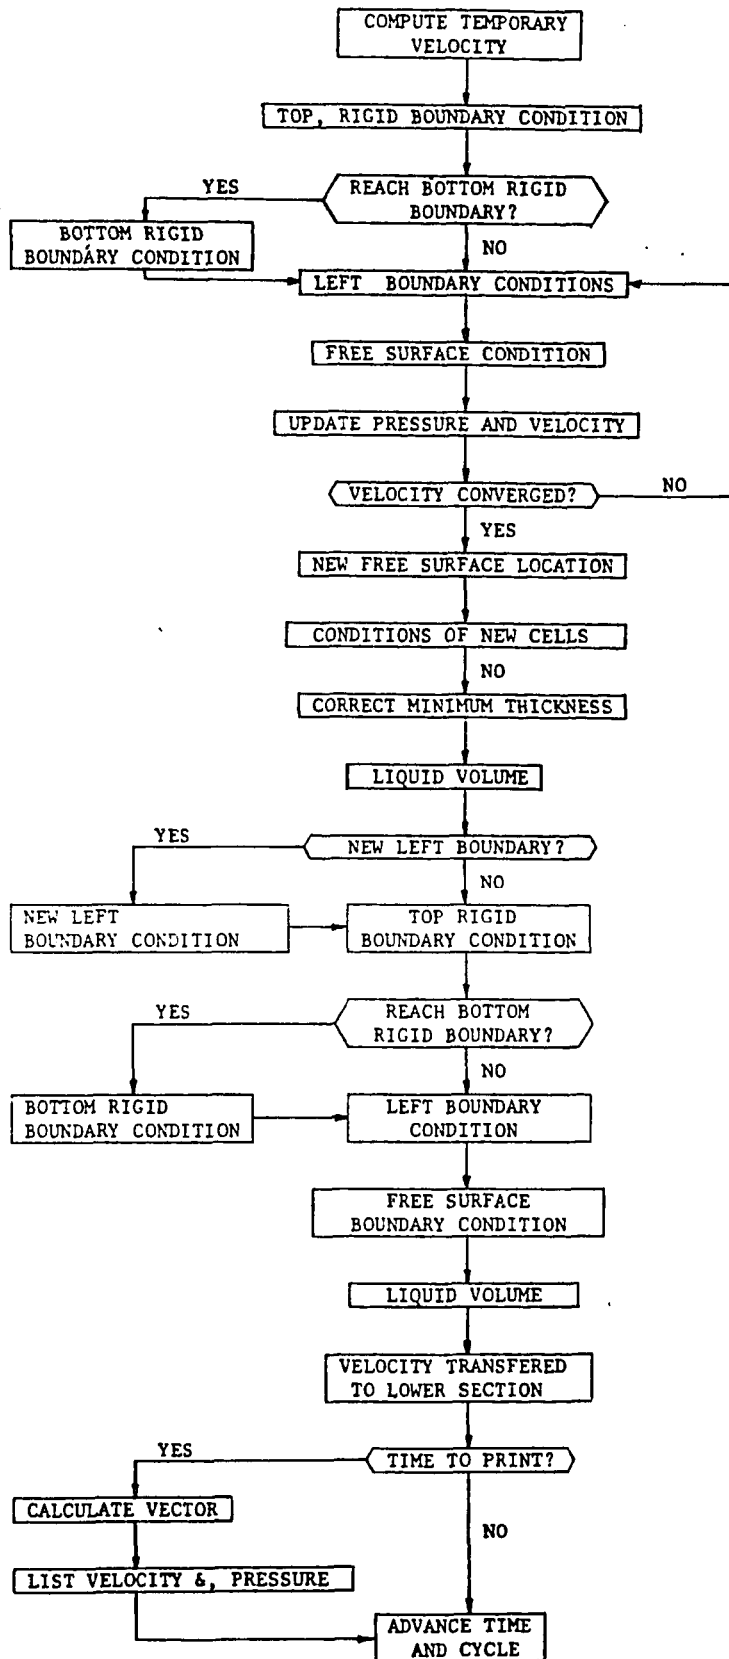 COMPUTE TEMPORARY
VELOCITY
TOP, RIGID BOUNDARY CONDITION
YES
REACH BOTTOM RIGID
BOUNDARY?
BOTTOM RIGID
BOUNDARY CONDITION
NO
LEFT BOUNDARY CONDITIONS
FREE SURFACE CONDITION
UPDATE PRESSURE AND VELOCITY
VELOCITY CONVERGED?
NO
YES
NEW FREE SURFACE LOCATION
CONDITIONS OF NEW CELLS
NO
CORRECT MINIMUM THICKNESS
LIQUID VOLUME
YES
NEW LEFT BOUNDARY?
NO
NEW LEFT
BOUNDARY CONDITION
TOP RIGID
BOUNDARY CONDITION
YES
REACH BOTTOM
RIGID BOUNDARY?
NO
BOTTOM RIGID
BOUNDARY CONDITION
LEFT BOUNDARY
CONDITION
FREE SURFACE
BOUNDARY CONDITION
LIQUID VOLUME
VELOCITY TRANSFERED
TO LOWER SECTION
YES
TIME TO PRINT?
CALCULATE VECTOR
NO
LIST VELOCITY &, PRESSURE
ADVANCE TIME
AND CYCLE